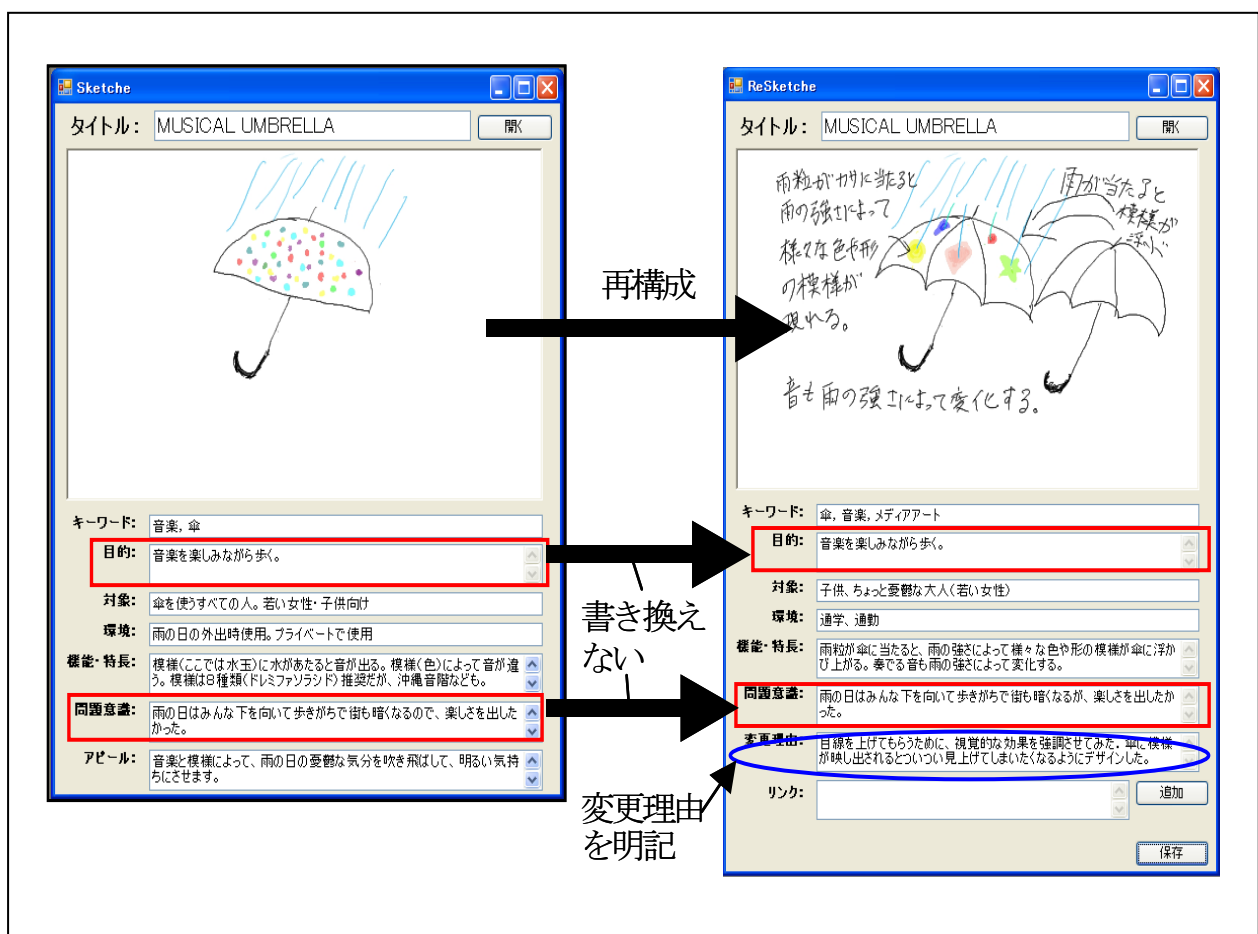 Sketche
タイトル: MUSICAL UMBRELLA 開く
キーワード: 音楽, 傘
目的: 音楽を楽しみながら歩く。
対象: 傘を使うすべての人。若い女性・子供向け
環境: 雨の日の外出時使用。プライベートで使用
機能・特長: 模様(ここでは水玉)に水があたると音が出る。模様(色)によって音が違
う。模様は8種類(ドレミファソラシド)推奨だが、沖縄音階なども。
問題意識: 雨の日はみんな下を向いて歩きがちで街も暗くなるので、楽しさを出した
かった。
アピール: 音楽と模様によって、雨の日の憂鬱な気分を吹き飛ばして、明るい気持
ちにさせます。
再構成
書き換え
ない
変更理由
を明記
ReSketche
タイトル: MUSICAL UMBRELLA 開く
雨粒がカサに当たると
雨の強さによって
様々な色や形
の模様が
現れる。
雨が当たると
模様が
浮かぶ
音も雨の強さによって変化する。
キーワード: 傘, 音楽, メディアアート
目的: 音楽を楽しみながら歩く。
対象: 子供、ちょっと憂鬱な大人(若い女性)
環境: 通学、通勤
機能・特長: 雨粒が傘に当たると、雨の強さによって様々な色や形の模様が傘に浮か
び上がる。奏でる音も雨の強さによって変化する。
問題意識: 雨の日はみんな下を向いて歩きがちで街も暗くなるが、楽しさを出したか
った。
変更理由: 目線を上げてもらうために、視覚的な効果を強調させてみた. 傘に模様
が映し出されるとついつい見上げてしまいたくなるようにデザインした。
リンク: 追加
保存